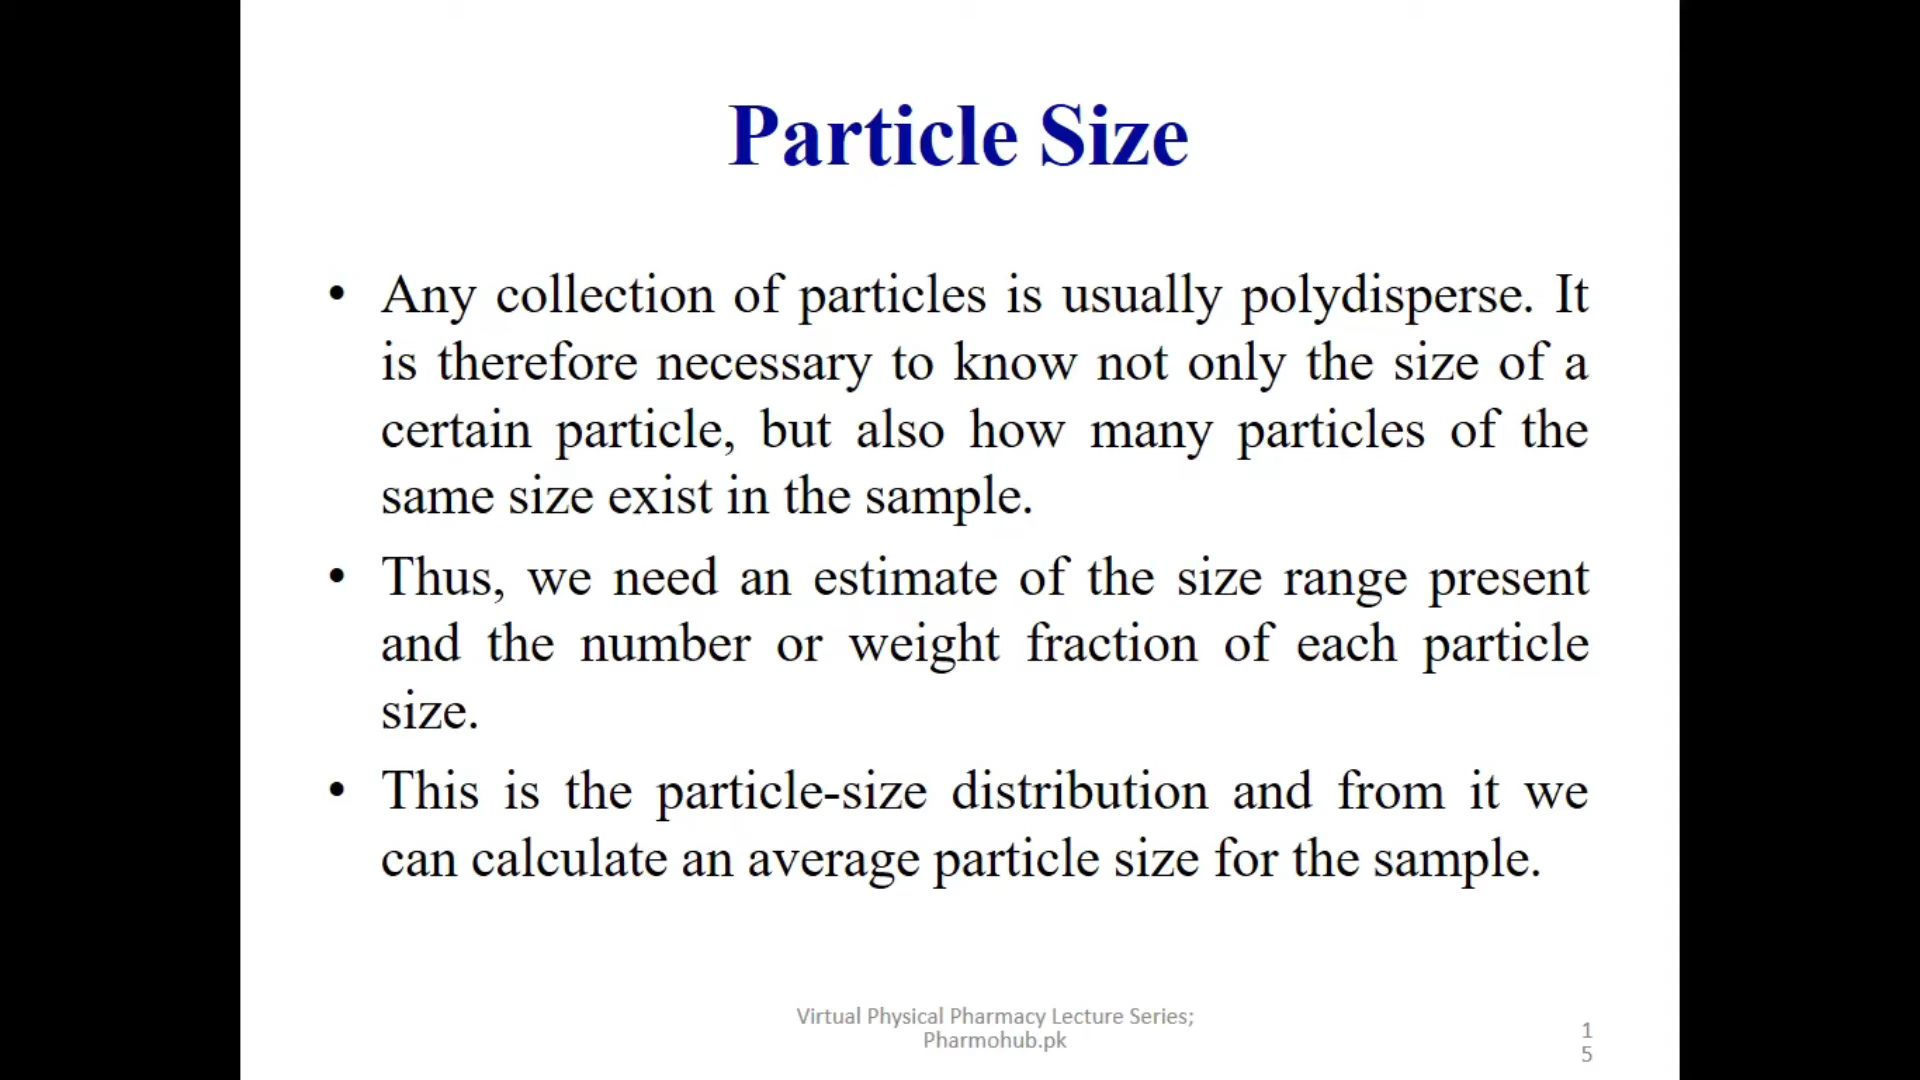 Particle Size
• Any collection of particles is usually polydisperse. It
is therefore necessary to know not only the size of a
certain particle, but also how many particles of the
same size exist in the sample.
• Thus, we need an estimate of the size range present
and the number or weight fraction of each particle
size.
• This is the particle-size distribution and from it we
can calculate an average particle size for the sample.
Virtual Physical Pharmacy Lecture Series;
Pharmohub.pk
1
5